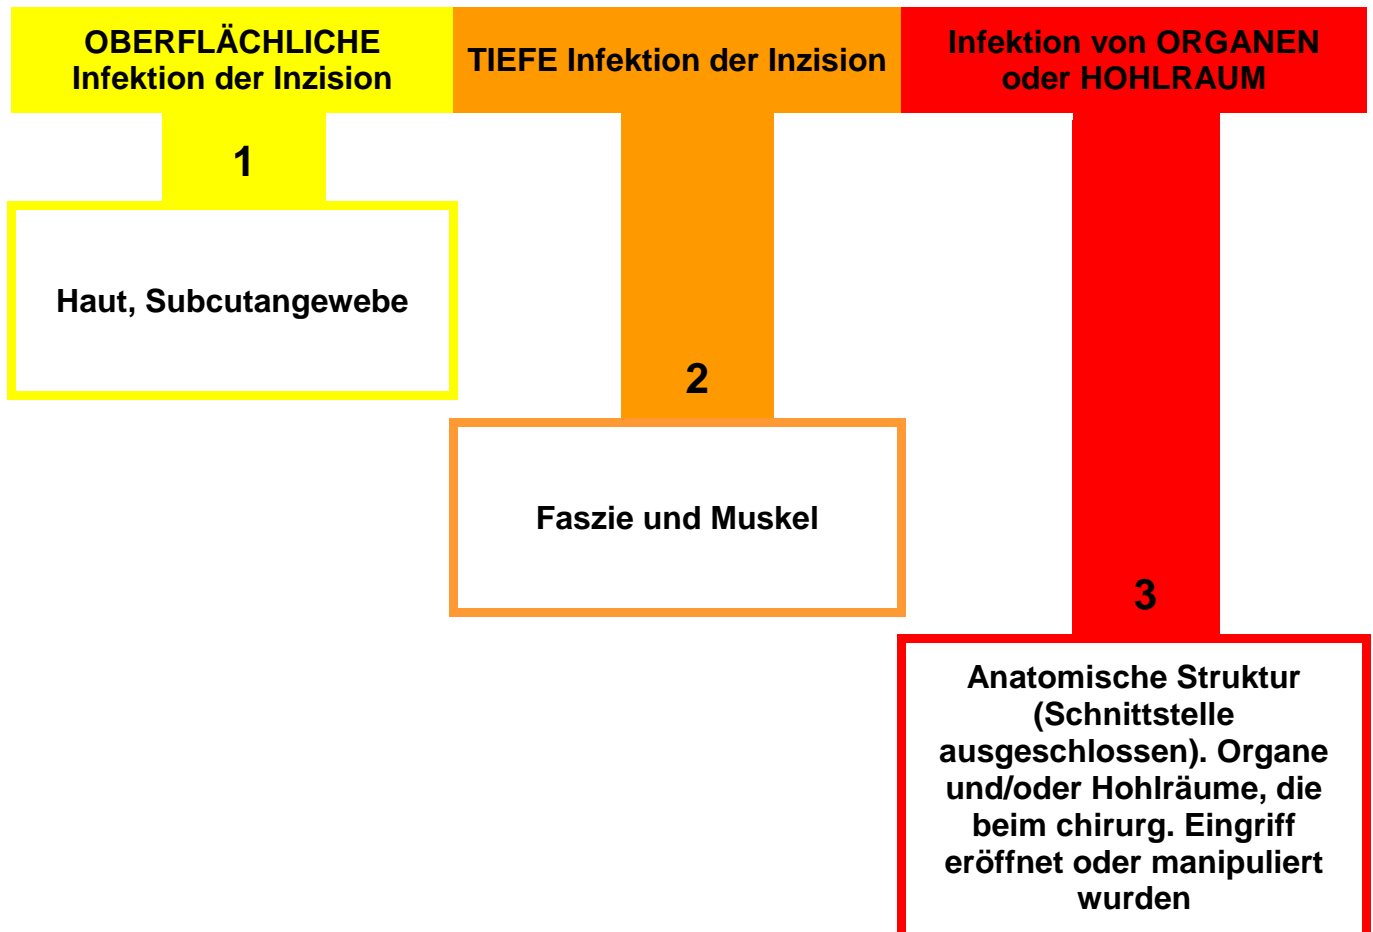 OBERFLÄCHLICHE
Infektion der Inzision
TIEFE Infektion der Inzision
Infektion von ORGANEN
oder HOHLRAUM
1
Haut, Subcutangewebe
2
Faszie und Muskel
3
Anatomische Struktur
(Schnittstelle
ausgeschlossen). Organe
und/oder Hohlräume, die
beim chirurg. Eingriff
eröffnet oder manipuliert
wurden